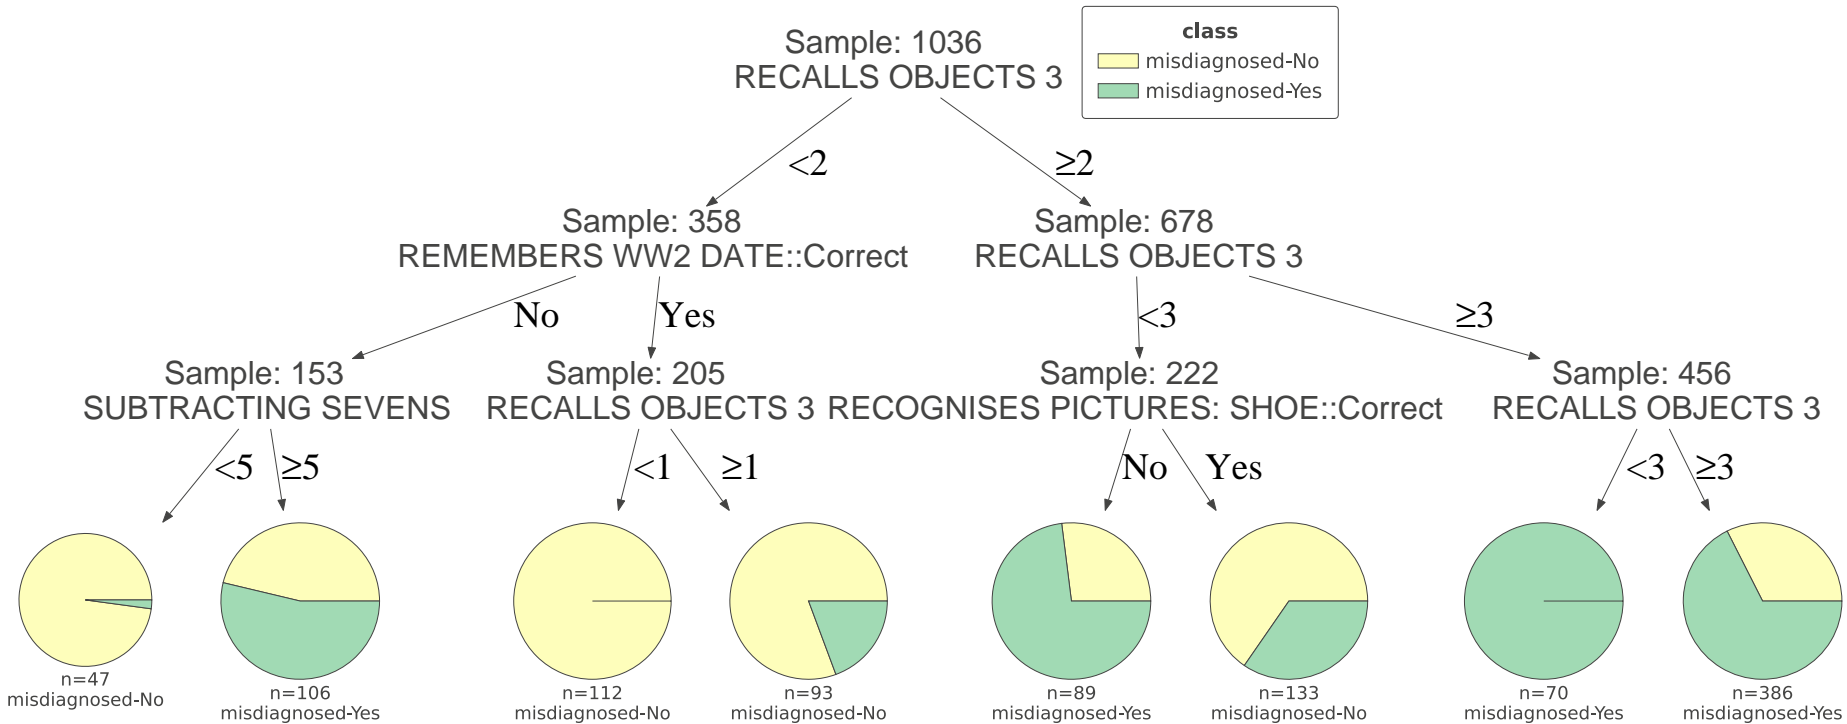 Sample: 1036
RECALLS OBJECTS 3
class
misdiagnosed-No
misdiagnosed-Yes
<2
≥2
Sample: 358
REMEMBERS WW2 DATE::Correct
Sample: 678
RECALLS OBJECTS 3
No
Yes
<3
≥3
Sample: 153
SUBTRACTING SEVENS
Sample: 205
RECALLS OBJECTS 3
Sample: 222
RECOGNISES PICTURES: SHOE::Correct
Sample: 456
RECALLS OBJECTS 3
<5
≥5
<1
≥1
No
Yes
<3
≥3
n=47
misdiagnosed-No
n=106
misdiagnosed-Yes
n=112
misdiagnosed-No
n=93
misdiagnosed-No
n=89
misdiagnosed-Yes
n=133
misdiagnosed-No
n=70
misdiagnosed-Yes
n=386
misdiagnosed-Yes